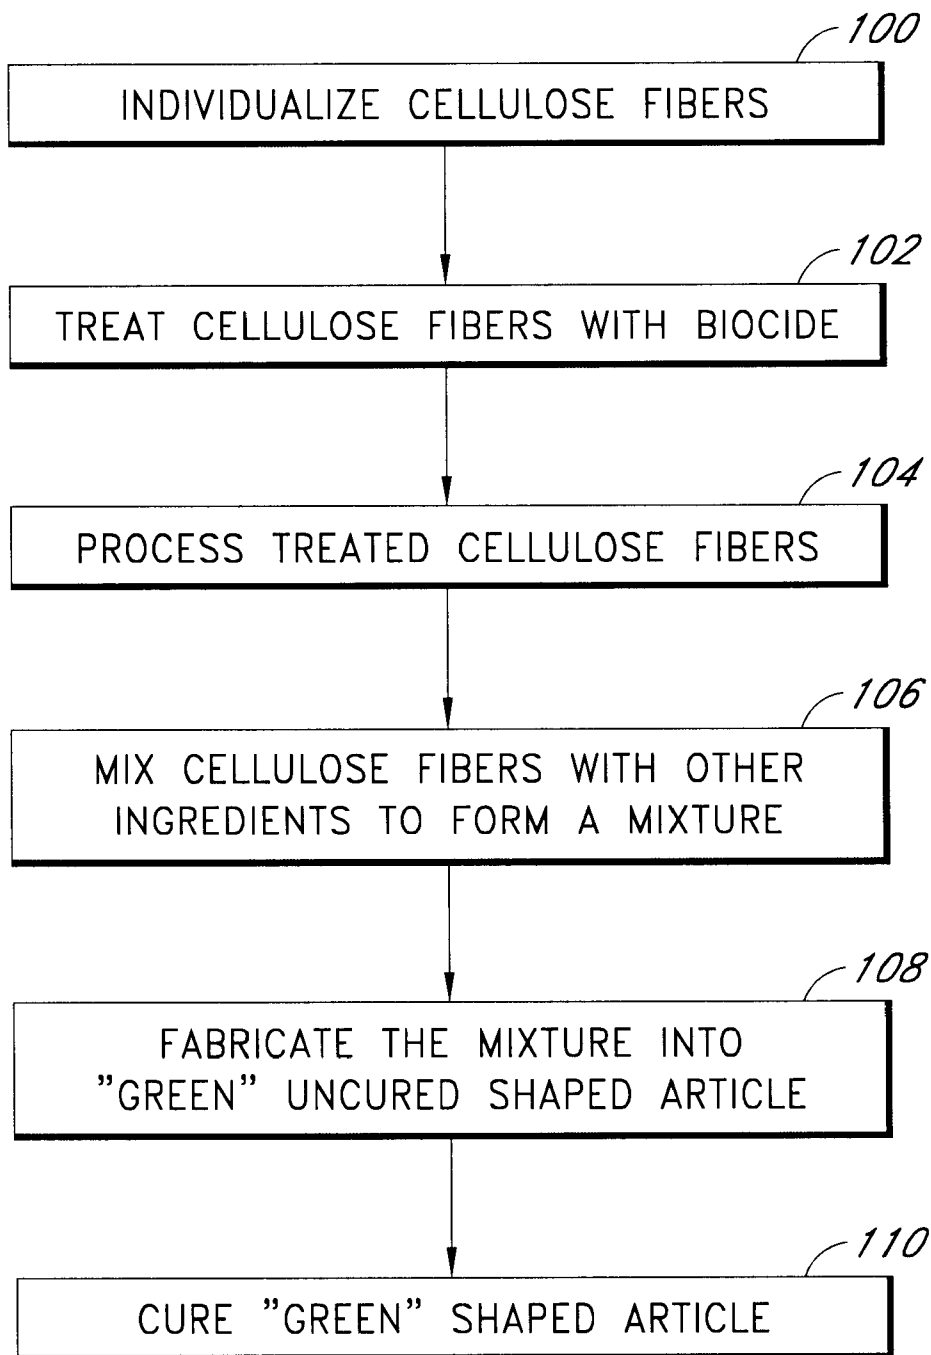 100
INDIVIDUALIZE CELLULOSE FIBERS
102
TREAT CELLULOSE FIBERS WITH BIOCIDE
104
PROCESS TREATED CELLULOSE FIBERS
106
MIX CELLULOSE FIBERS WITH OTHER
INGREDIENTS TO FORM A MIXTURE
108
FABRICATE THE MIXTURE INTO
"GREEN" UNCURED SHAPED ARTICLE
110
CURE "GREEN" SHAPED ARTICLE